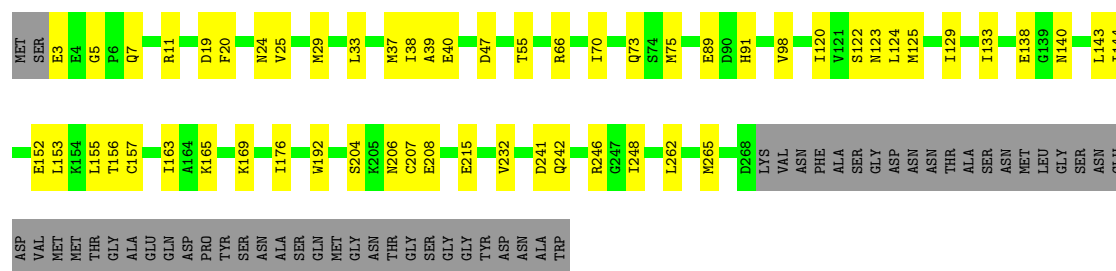 MET SER E3 E4 G5 P6 Q7 R11 D19 F20 N24 V25 M29 L33 M37 I38 A39 E40 D47 T55 R66 I70 Q73 S74 M75 E89 D90 H91 V98 I120 V121 S122 N123 L124 M125 I129 I133 E138 G139 N140 L143
E152 L153 K154 L155 T156 C157 I163 A164 K165 K169 I176 W192 S204 K205 N206 C207 E208 E215 V232 D241 Q242 R246 G247 I248 L262 M265 D268 LYS VAL ASN PHE ALA SER GLY ASP ASN ASN THR ALA SER ASN MET LEU GLY SER ASN
ASP VAL MET MET THR GLY ALA GLU GLN ASP PRO TYR SER ASN ALA SER GLN MET GLY ASN THR GLY SER GLY GLY TYR ASP ASN ALA TRP